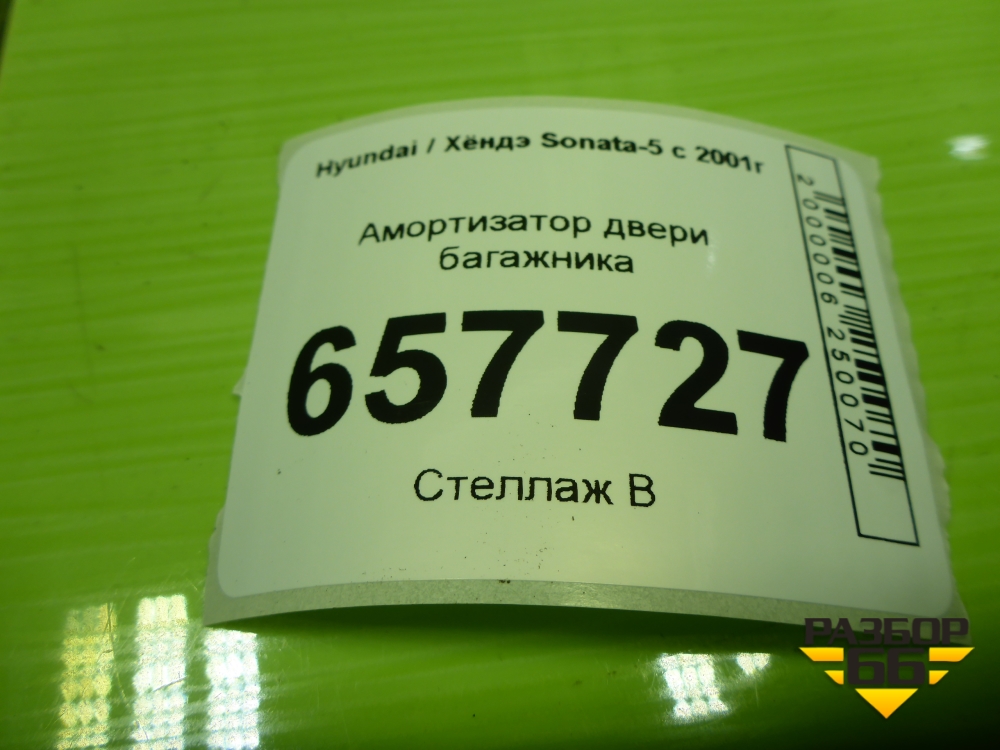 Hyundai / Хёндэ Sonata-5 с 2001г
Амортизатор двери
багажника
657727
Стеллаж В
2000006250070
РАЗБОР
66